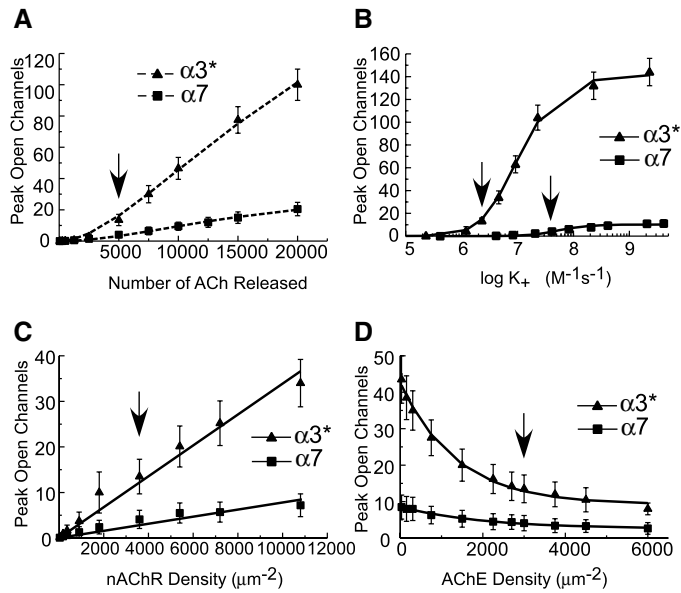 A
Peak Open Channels
120
100
80
60
40
20
0
5000 10000 15000 20000
Number of ACh Released
α3*
α7
B
Peak Open Channels
160
140
120
100
80
60
40
20
0
5 6 7 8 9
log K+ (M-1s-1)
α3*
α7
C
Peak Open Channels
40
30
20
10
0
2000 4000 6000 8000 10000 12000
nAChR Density (μm-2)
α3*
α7
D
Peak Open Channels
50
40
30
20
10
0
0 2000 4000 6000
AChE Density (μm-2)
α3*
α7